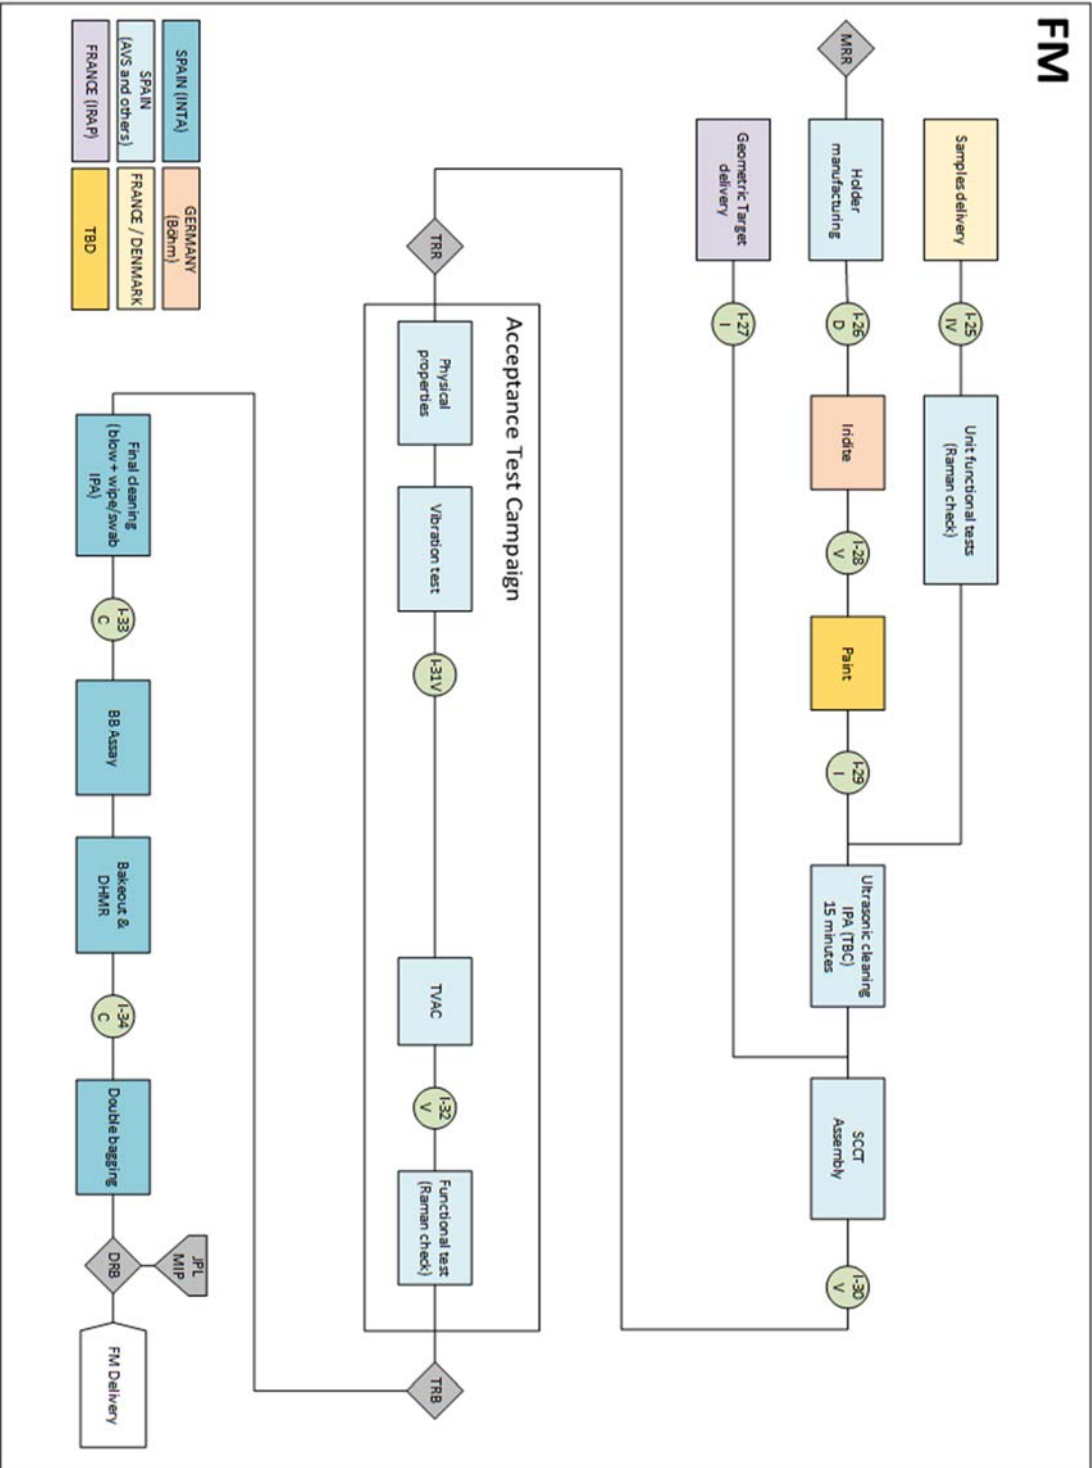 FM
Samples delivery
I-25
IV
Unit functional tests
(Raman check)
MRR
Holder
manufacturing
I-26
D
Iridite
I-28
V
Paint
I-29
I
Ultrasonic cleaning
IPA (TBC)
15 minutes
SCCT
Assembly
I-30
V
Geometric Target
delivery
I-27
I
Acceptance Test Campaign
TRR
Physical
properties
Vibration test
I-31V
TVAC
I-32
V
Functional test
(Raman check)
TRB
Final cleaning
(blow + wipe/swab
IPA)
I-33
C
BB Assay
Bakeout &
DHMR
I-34
C
Double bagging
JPL
MIP
DRB
FM Delivery
SPAIN (INTA)
GERMANY
(Böhm)
SPAIN
(AVS and others)
FRANCE / DENMARK
FRANCE (IRAP)
TBD